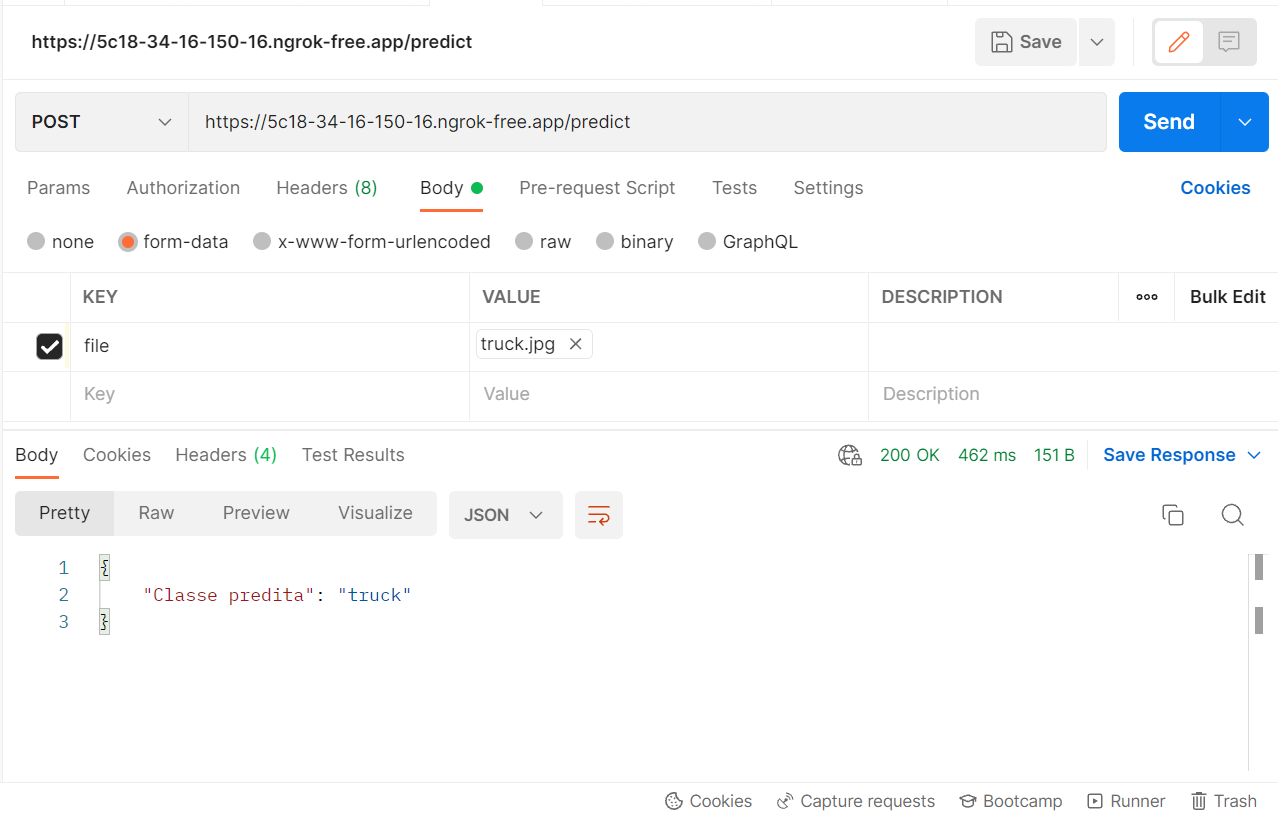 https://5c18-34-16-150-16.ngrok-free.app/predict
Save
POST
https://5c18-34-16-150-16.ngrok-free.app/predict
Send
Params Authorization Headers (8) Body Pre-request Script Tests Settings Cookies
none form-data x-www-form-urlencoded raw binary GraphQL
KEY VALUE DESCRIPTION ooo Bulk Edit
file truck.jpg
Key Value Description
Body Cookies Headers (4) Test Results 200 OK 462 ms 151 B Save Response
Pretty Raw Preview Visualize JSON
1 {
2 "Classe predita": "truck"
3 }
Cookies Capture requests Bootcamp Runner Trash